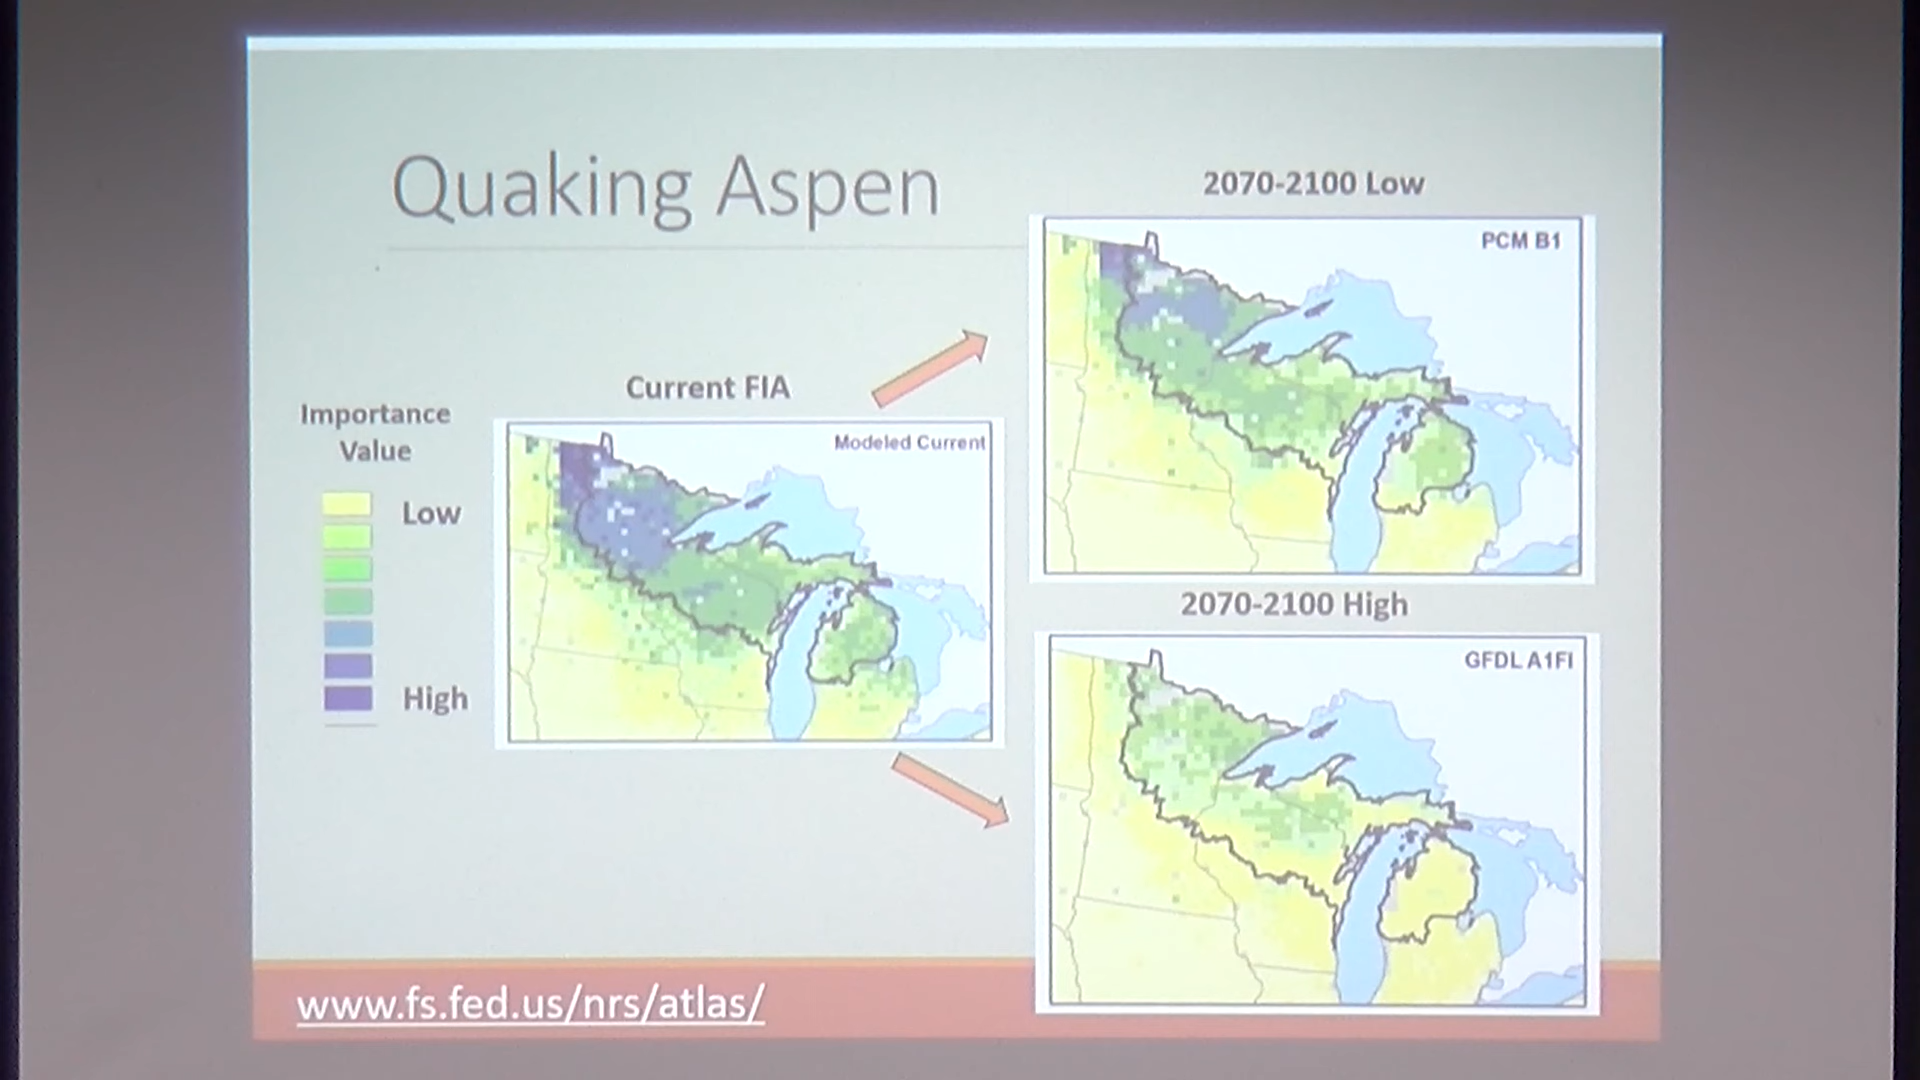 Quaking Aspen
2070-2100 Low
PCM B1
Current FIA
Modeled Current
Importance
Value
Low
High
2070-2100 High
GFDL A1FI
www.fs.fed.us/nrs/atlas/